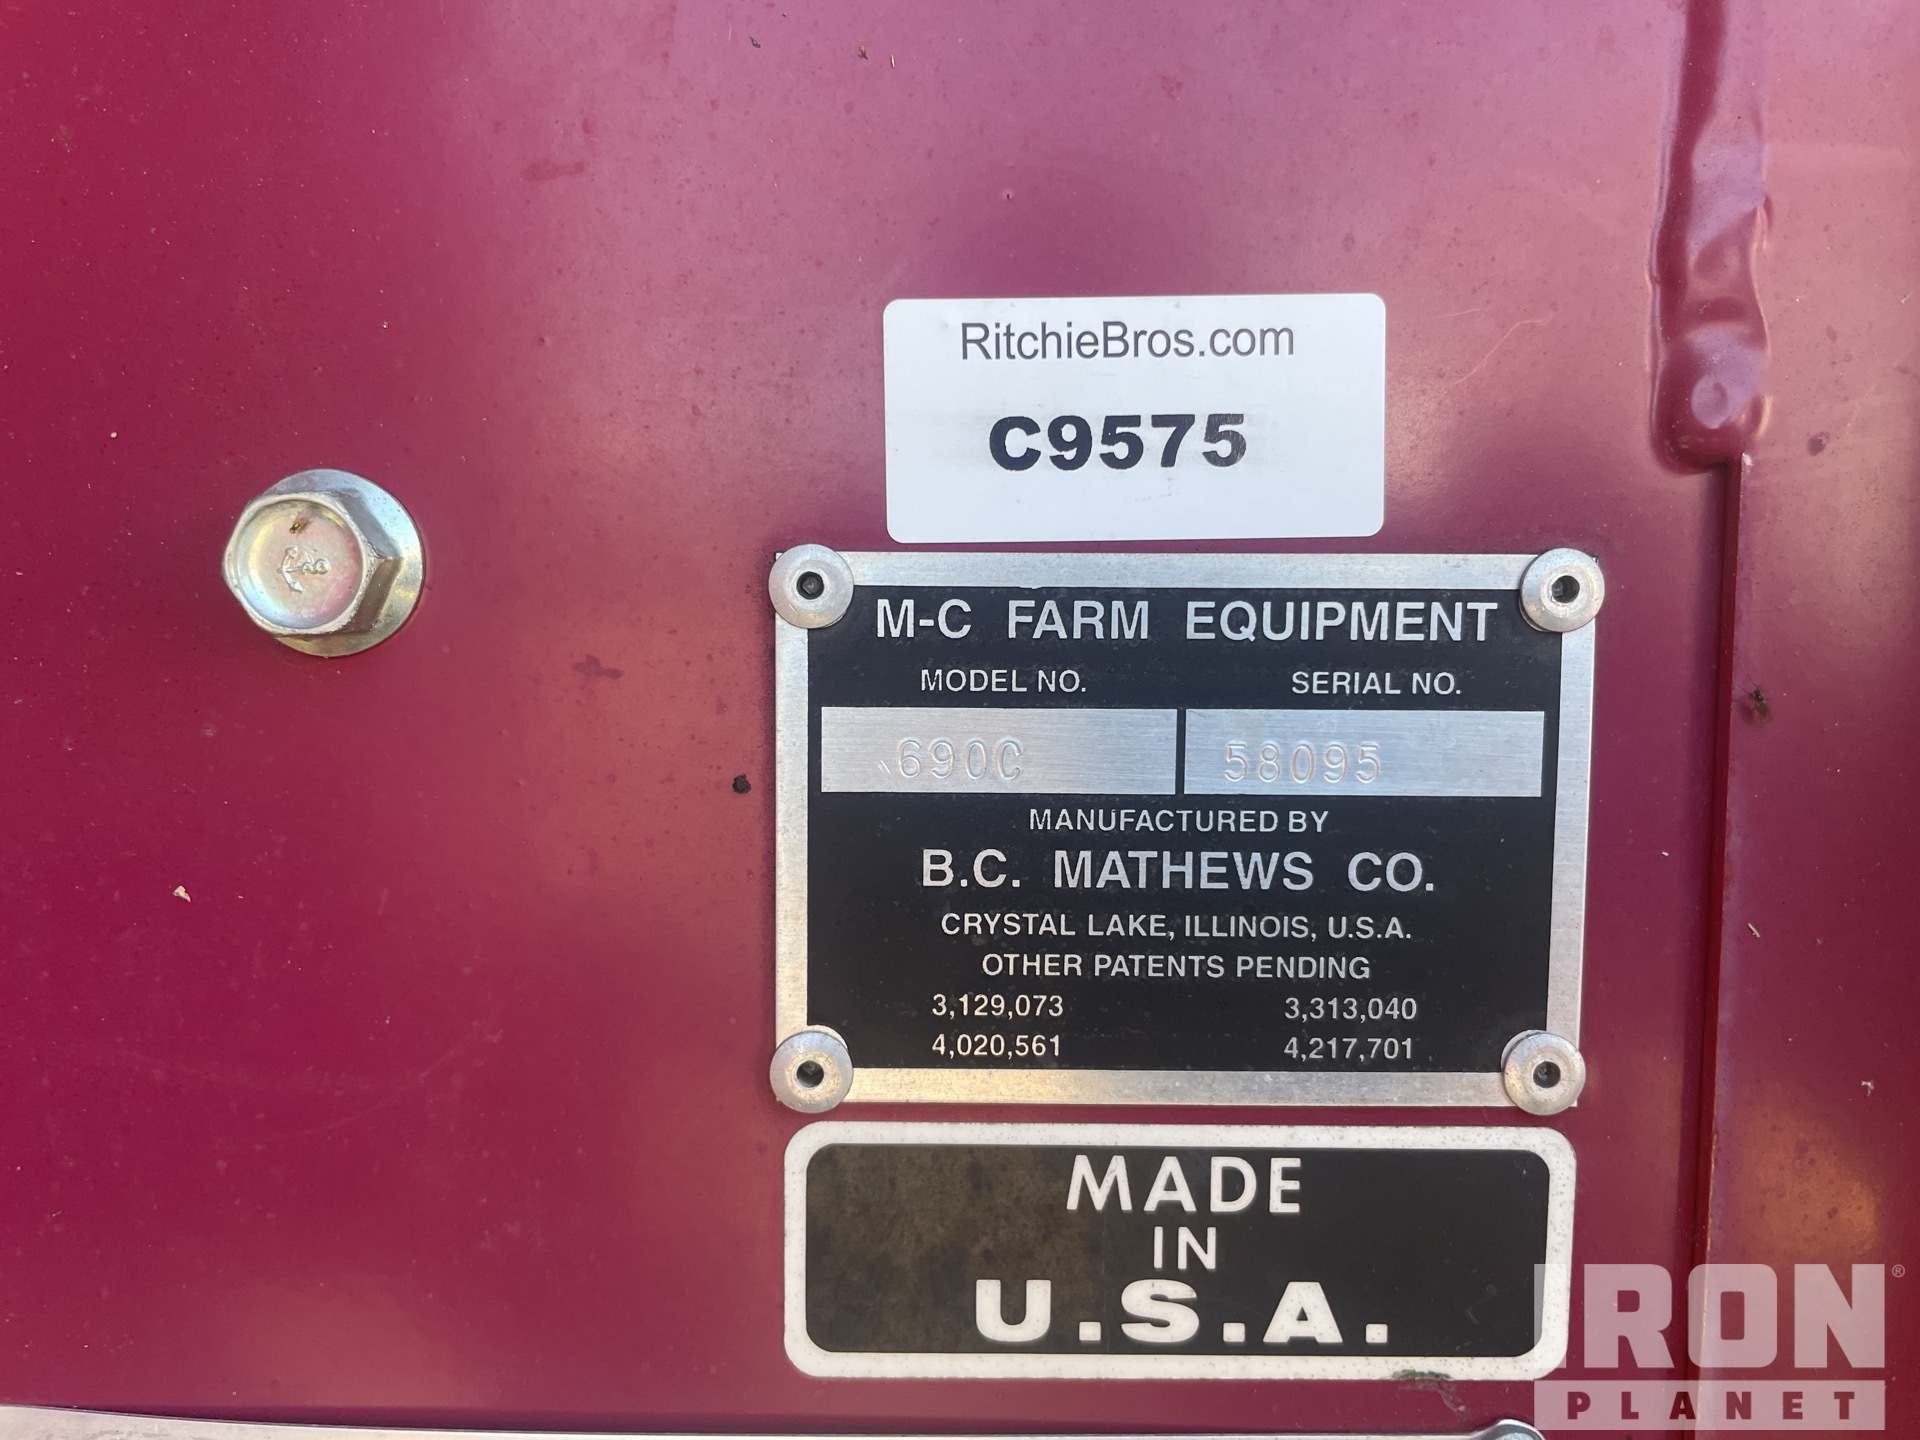 RitchieBros.com
C9575
M-C FARM EQUIPMENT
MODEL NO. SERIAL NO.
690C 58095
MANUFACTURED BY
B.C. MATHEWS CO.
CRYSTAL LAKE, ILLINOIS, U.S.A.
OTHER PATENTS PENDING
3,129,073 3,313,040
4,020,561 4,217,701
MADE
IN
U.S.A.
IRON®
PLANET